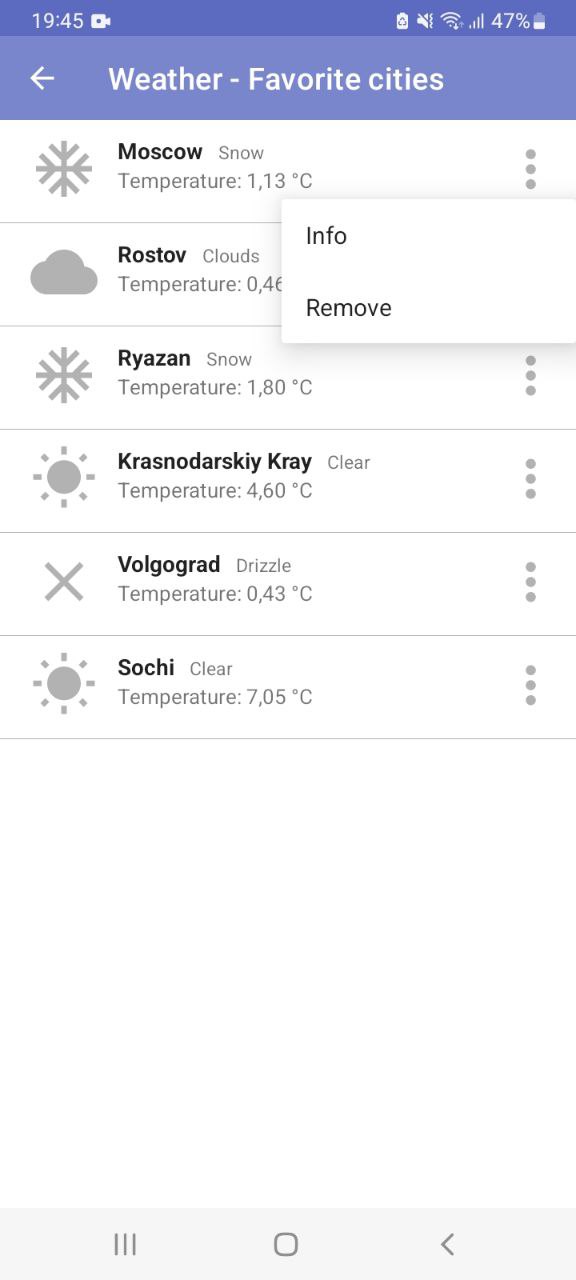 19:45 47%
Weather - Favorite cities
Moscow Snow
Temperature: 1,13 °C
Info
Rostov Clouds
Temperature: 0,46
Remove
Ryazan Snow
Temperature: 1,80 °C
Krasnodarskiy Kray Clear
Temperature: 4,60 °C
Volgograd Drizzle
Temperature: 0,43 °C
Sochi Clear
Temperature: 7,05 °C